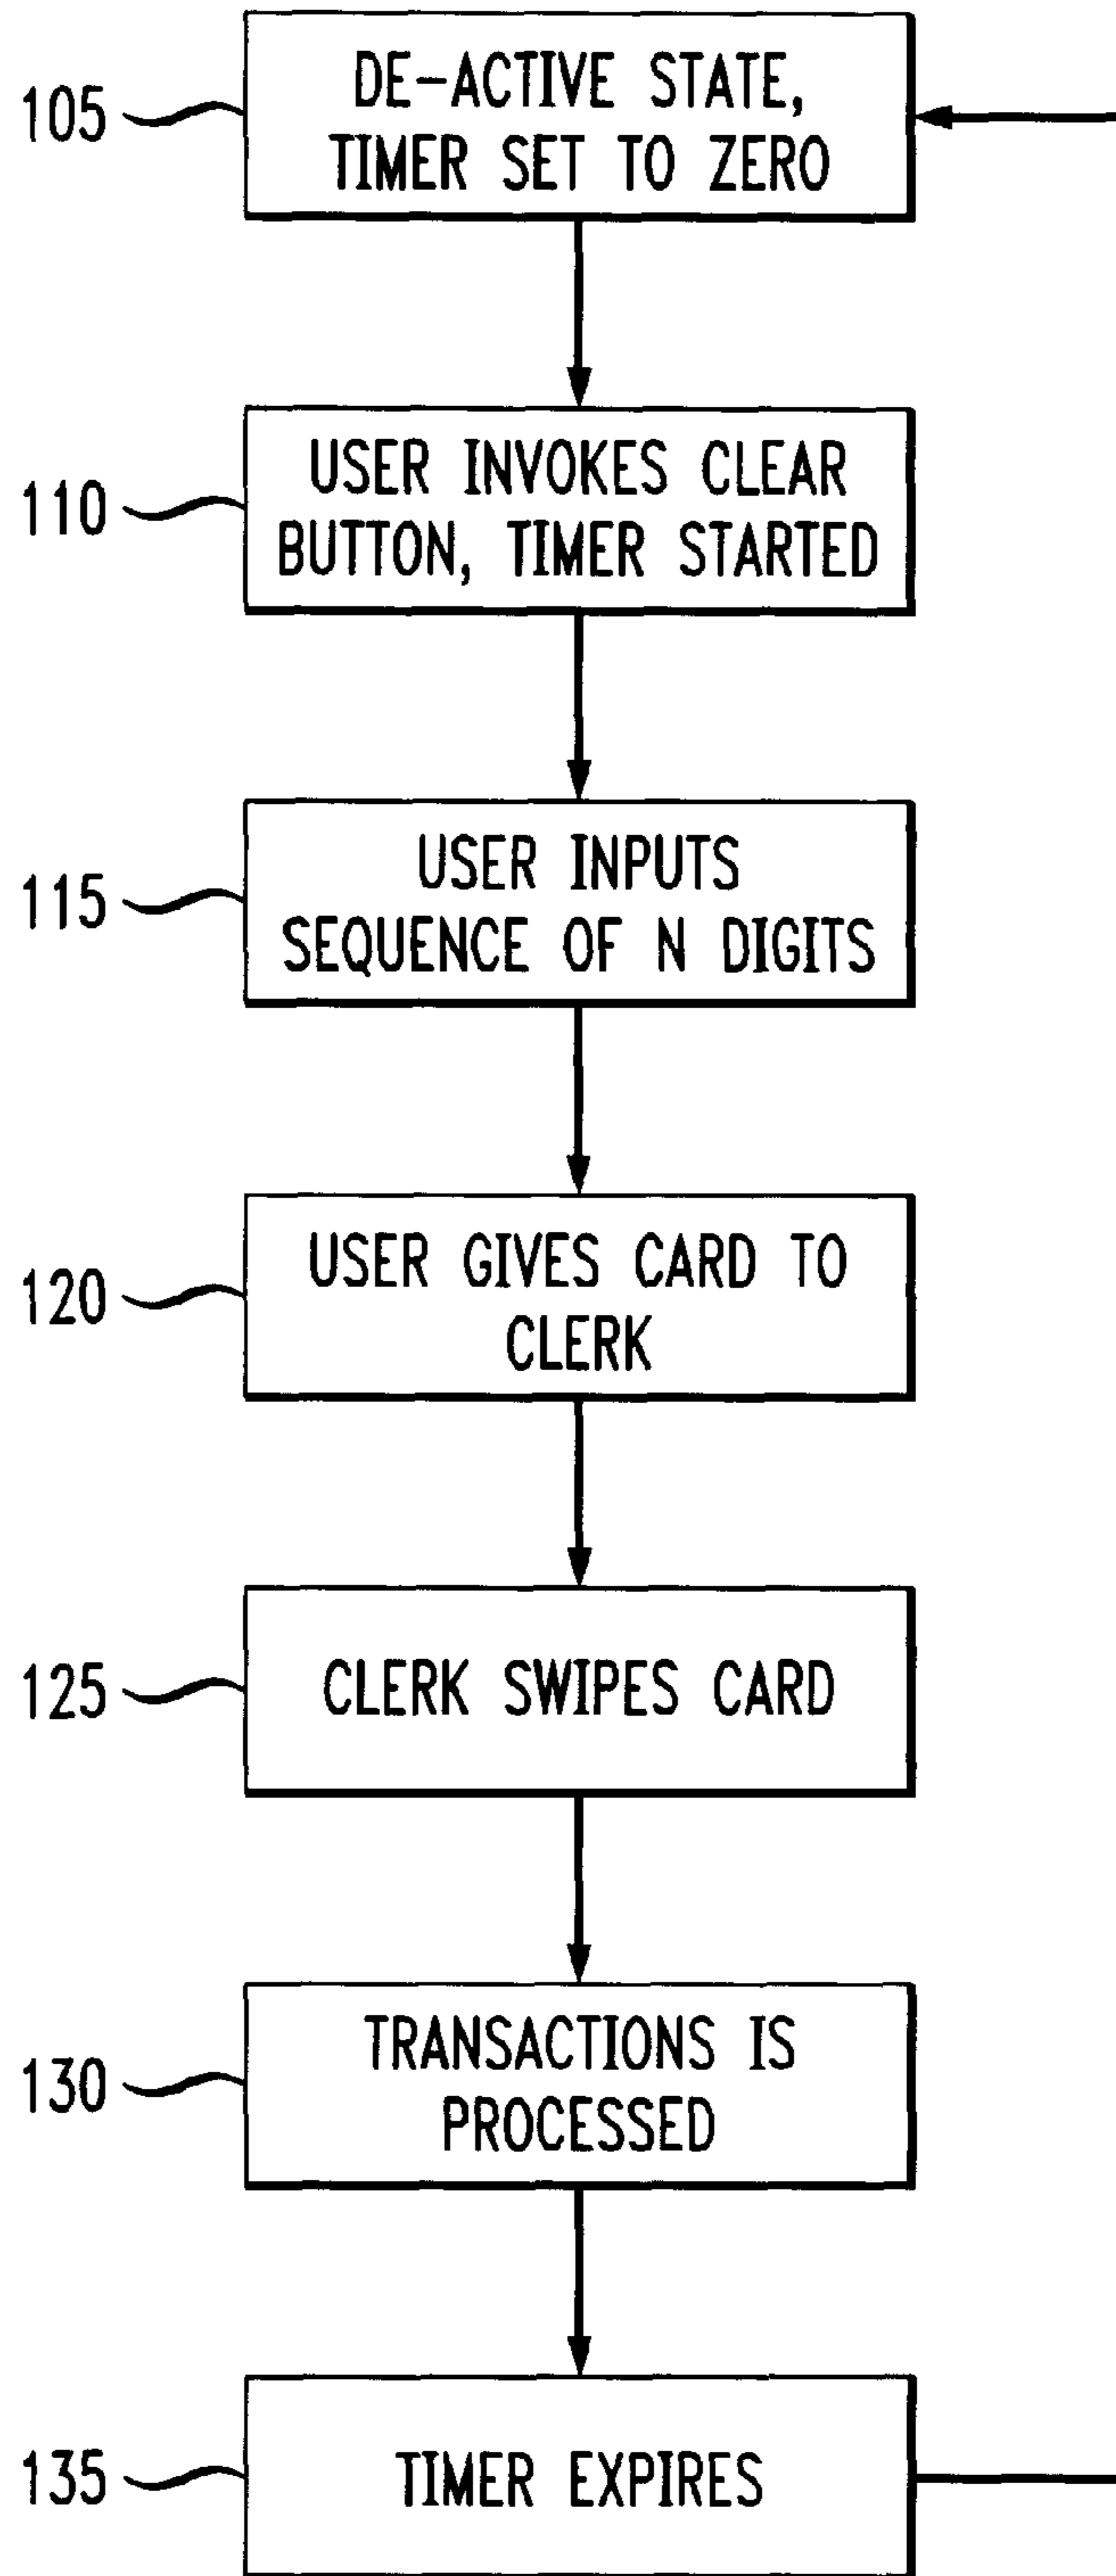 105
DE-ACTIVE STATE,
TIMER SET TO ZERO
110
USER INVOKES CLEAR
BUTTON, TIMER STARTED
115
USER INPUTS
SEQUENCE OF N DIGITS
120
USER GIVES CARD TO
CLERK
125
CLERK SWIPES CARD
130
TRANSACTIONS IS
PROCESSED
135
TIMER EXPIRES